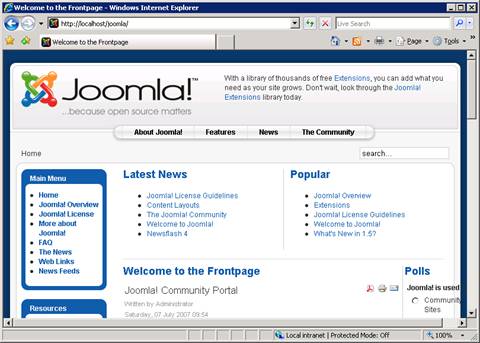 Welcome to the Frontpage - Windows Internet Explorer
http://localhost/joomla/
Live Search
Welcome to the Frontpage
Page
Tools
Joomla!™
...because open source matters
With a library of thousands of free Extensions, you can add what you
need as your site grows. Don't wait, look through the Joomla!
Extensions library today.
About Joomla! Features News The Community
Home
search...
Main Menu
Home
Joomla! Overview
Joomla! License
More about
Joomla!
FAQ
The News
Web Links
News Feeds
Resources
Latest News
Joomla! License Guidelines
Content Layouts
The Joomla! Community
Welcome to Joomla!
Newsflash 4
Popular
Joomla! Overview
Extensions
Joomla! License Guidelines
Welcome to Joomla!
What's New in 1.5?
Welcome to the Frontpage
Joomla! Community Portal
Written by Administrator
Saturday, 07 July 2007 09:54
Polls
Joomla! is used
Community
Sites
Local intranet | Protected Mode: Off
100%